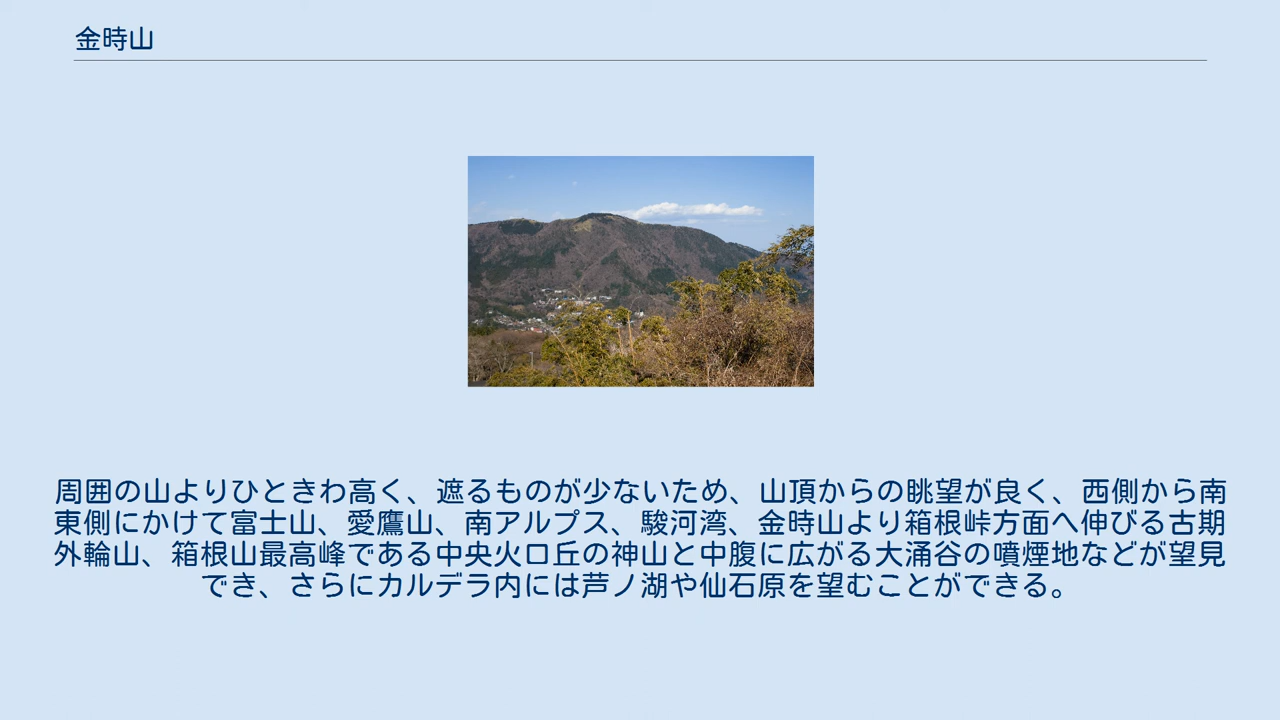 金時山
周囲の山よりひときわ高く、遮るものが少ないため、山頂からの眺望が良く、西側から南
東側にかけて富士山、愛鷹山、南アルプス、駿河湾、金時山より箱根峠方面へ伸びる古期
外輪山、箱根山最高峰である中央火口丘の神山と中腹に広がる大涌谷の噴煙地などが望見
でき、さらにカルデラ内には芦ノ湖や仙石原を望むことができる。